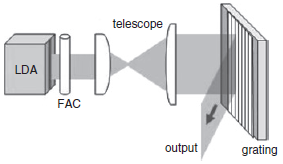 telescope
LDA
FAC
output
grating